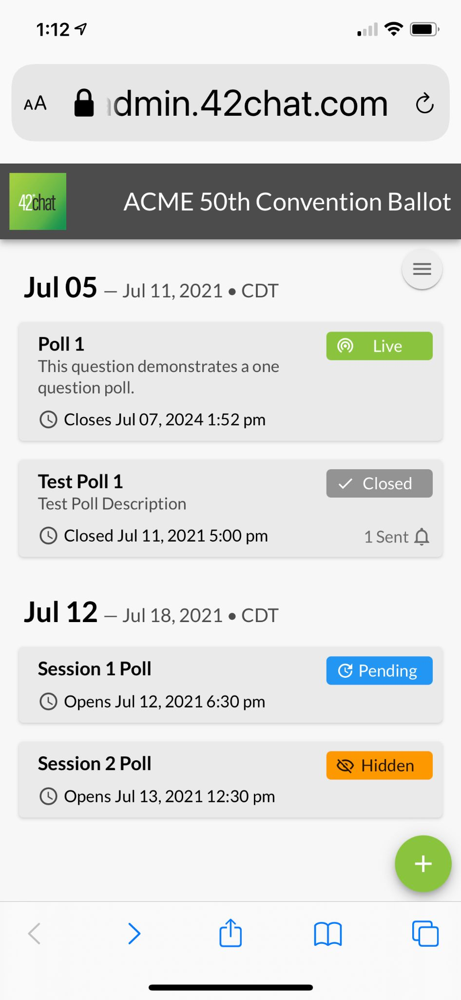 1:12
AA dmin.42chat.com
42chat ACME 50th Convention Ballot
Jul 05 — Jul 11, 2021 • CDT
Poll 1 Live
This question demonstrates a one
question poll.
Closes Jul 07, 2024 1:52 pm
Test Poll 1 Closed
Test Poll Description
Closed Jul 11, 2021 5:00 pm 1 Sent
Jul 12 — Jul 18, 2021 • CDT
Session 1 Poll Pending
Opens Jul 12, 2021 6:30 pm
Session 2 Poll Hidden
Opens Jul 13, 2021 12:30 pm